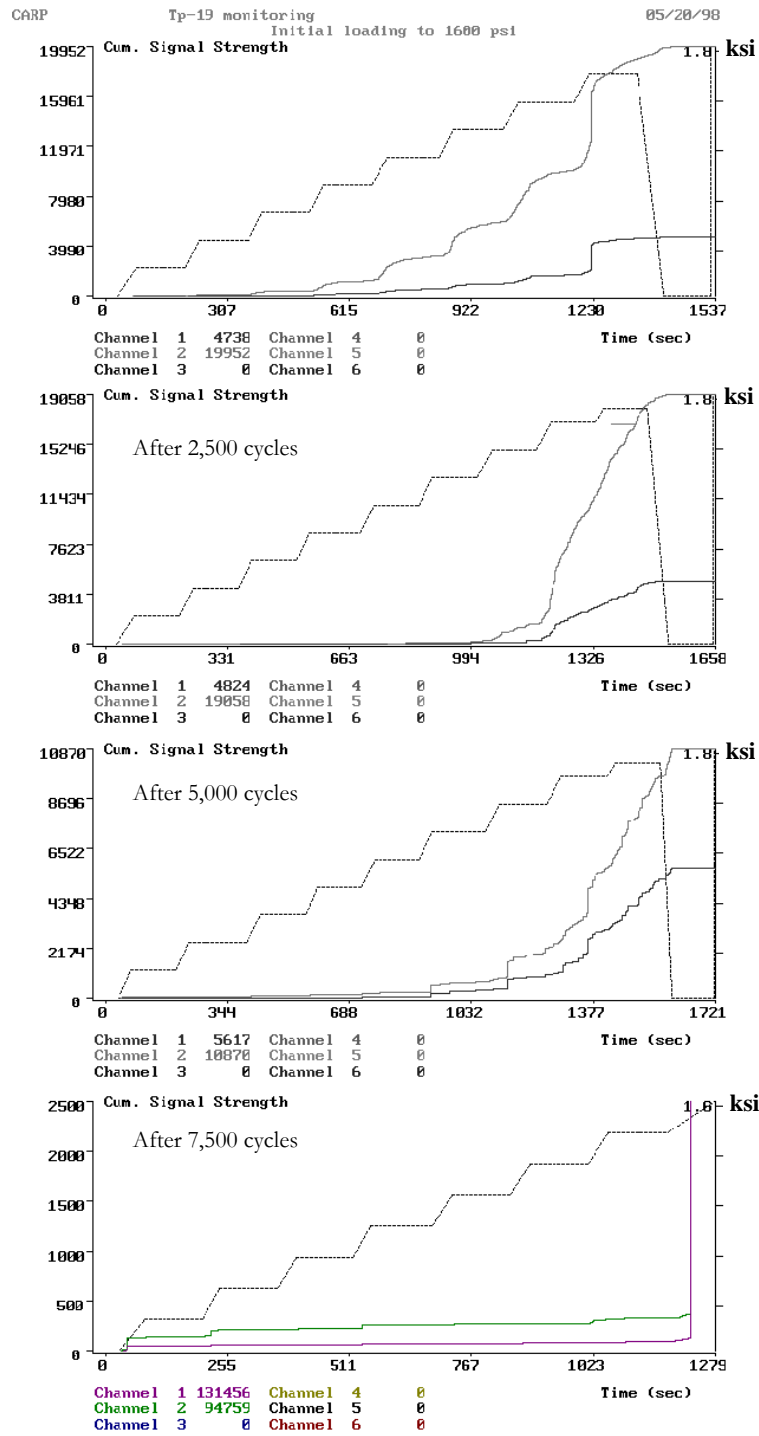 CARP Tp-19 monitoring 05/20/98
Initial loading to 1600 psi
19952 Cum. Signal Strength 1.8 ksi
15961
11971
7980
3990
0
0 307 615 922 1230 1537
Channel 1 4738 Channel 4 0 Time (sec)
Channel 2 19952 Channel 5 0
Channel 3 0 Channel 6 0
19058 Cum. Signal Strength 1.8 ksi
15246
After 2,500 cycles
11434
7623
3811
0
0 331 663 994 1326 1658
Channel 1 4824 Channel 4 0 Time (sec)
Channel 2 19058 Channel 5 0
Channel 3 0 Channel 6 0
10870 Cum. Signal Strength 1.8 ksi
After 5,000 cycles
8696
6522
4348
2174
0
0 344 688 1032 1377 1721
Channel 1 5617 Channel 4 0 Time (sec)
Channel 2 10870 Channel 5 0
Channel 3 0 Channel 6 0
2500 Cum. Signal Strength 1.6 ksi
After 7,500 cycles
2000
1500
1000
500
0
0 255 511 767 1023 1279
Channel 1 131456 Channel 4 0 Time (sec)
Channel 2 94759 Channel 5 0
Channel 3 0 Channel 6 0